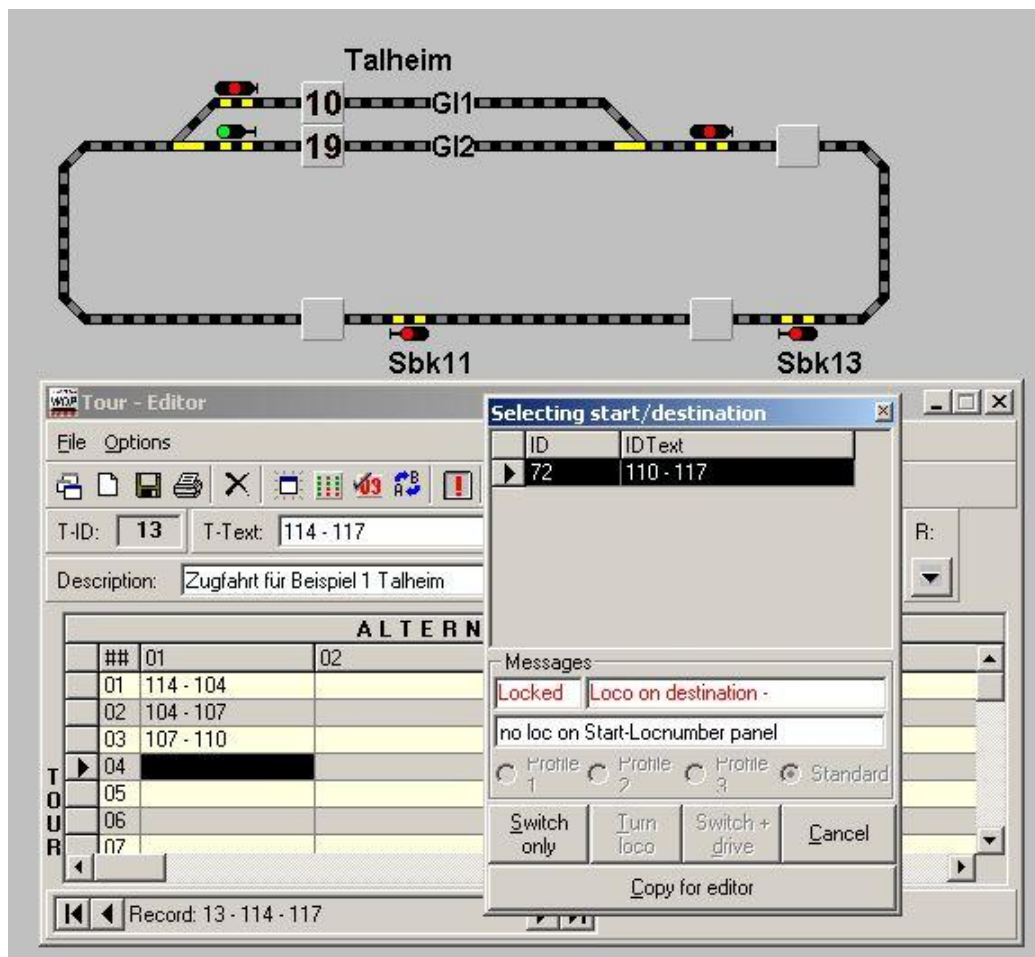 Talheim
10 Gl1
19 Gl2
Sbk11 Sbk13
Tour - Editor
File Options
T-ID: 13 T-Text: 114 - 117 R:
Description: Zugfahrt für Beispiel 1 Talheim
ALTERN
## 01 02
01 114 - 104
02 104 - 107
03 107 - 110
04
05
06
07
TOUR
Record: 13 - 114 - 117
Selecting start/destination
ID IDText
72 110 - 117
Messages
Locked Loco on destination -
no loc on Start-Locnumber panel
Profile 1 Profile 2 Profile 3 Standard
Switch only Turn loco Switch + drive Cancel
Copy for editor